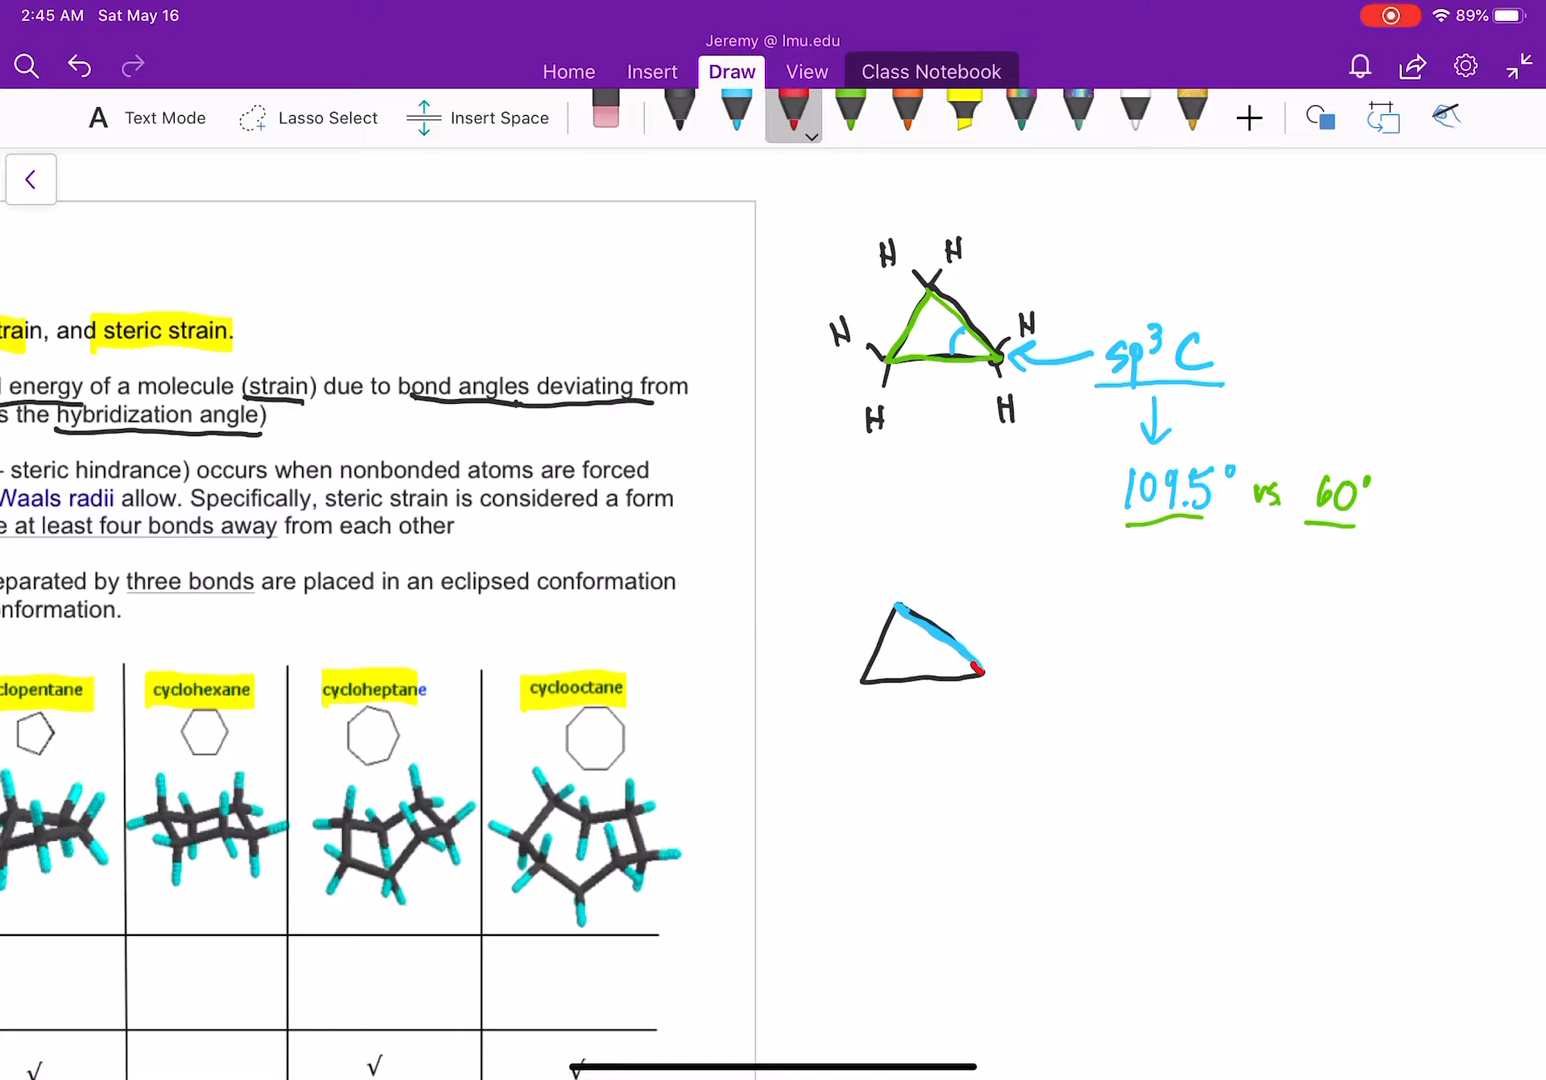 2:45 AM Sat May 16
89%
Jeremy @ lmu.edu
Home Insert Draw View Class Notebook
A Text Mode Lasso Select Insert Space
train, and steric strain.
energy of a molecule (strain) due to bond angles deviating from
s the hybridization angle)
- steric hindrance) occurs when nonbonded atoms are forced
Waals radii allow. Specifically, steric strain is considered a form
e at least four bonds away from each other
eparated by three bonds are placed in an eclipsed conformation
nformation.
clopentane cyclohexane cycloheptane cyclooctane
√ √ √
H H
H H
H H
sp³ C
109.5° vs 60°